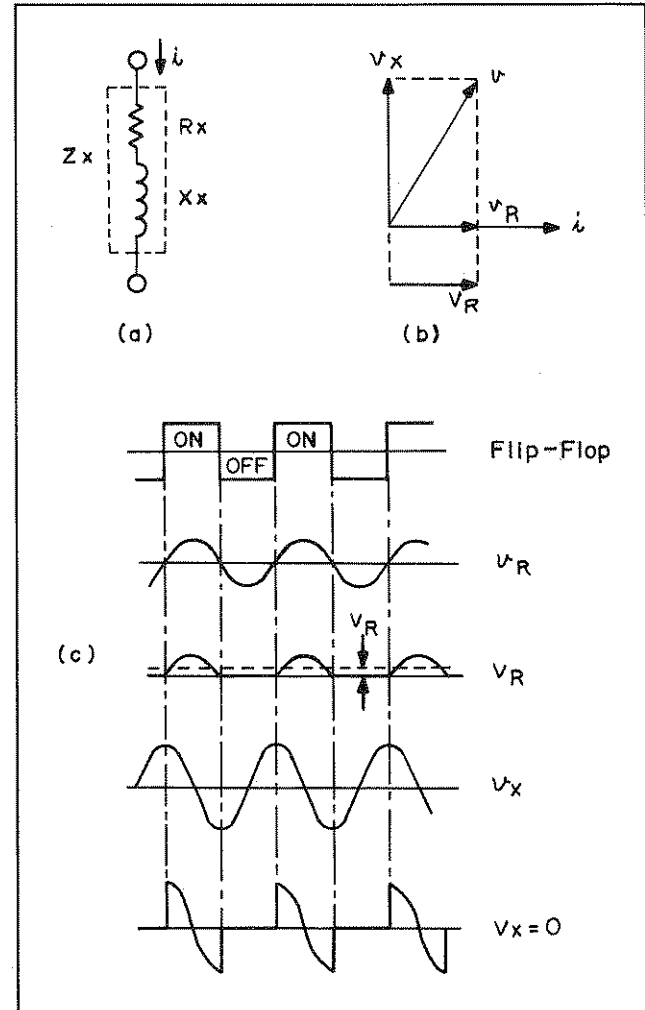 i
Rx
Zx
Xx
(a)
vx
v
vR
i
VR
(b)
ON
ON
OFF
Flip-Flop
vR
VR
(c)
VR
vx
Vx = 0